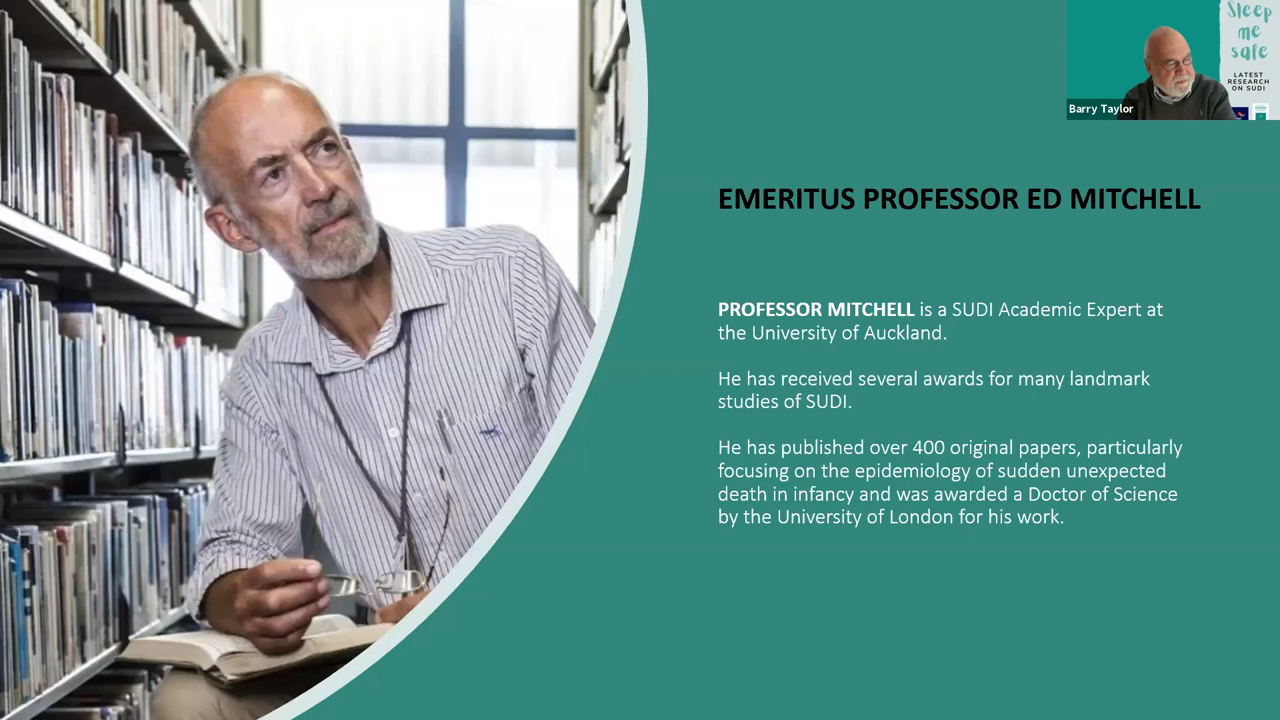 Sleep
me
safe
LATEST
RESEARCH
ON SUDI
Barry Taylor
EMERITUS PROFESSOR ED MITCHELL
PROFESSOR MITCHELL is a SUDI Academic Expert at
the University of Auckland.
He has received several awards for many landmark
studies of SUDI.
He has published over 400 original papers, particularly
focusing on the epidemiology of sudden unexpected
death in infancy and was awarded a Doctor of Science
by the University of London for his work.